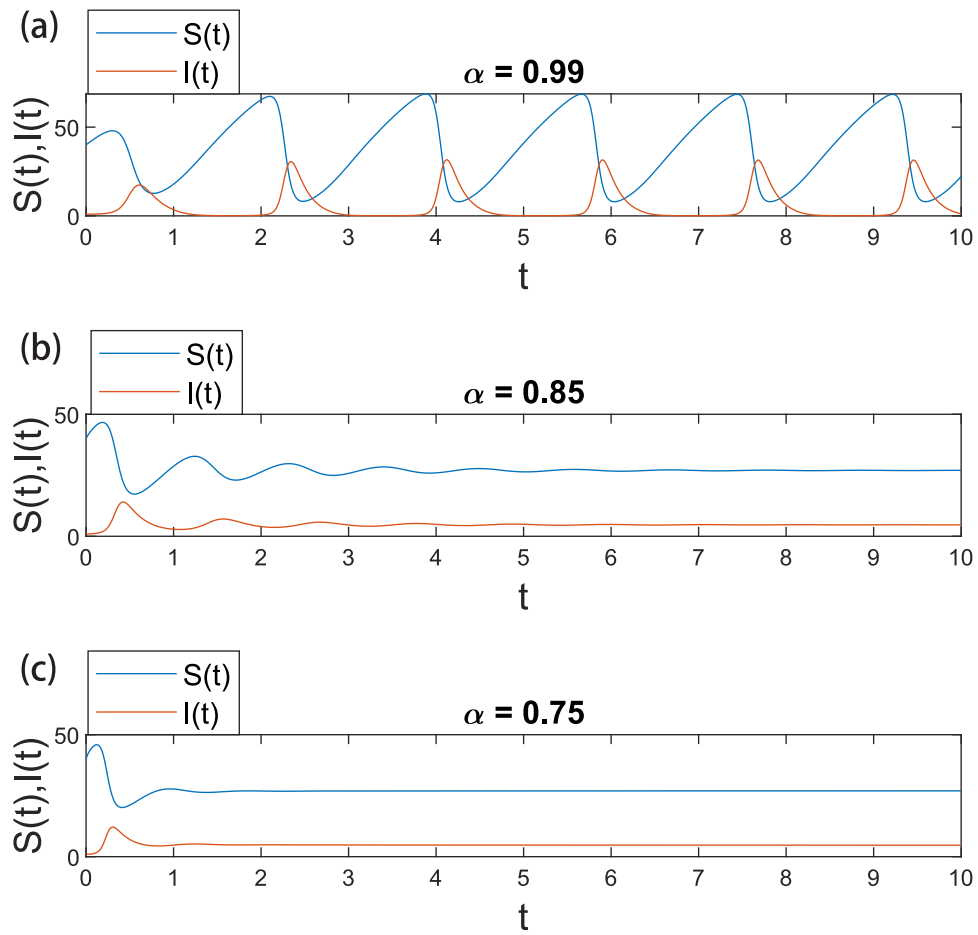 (a)
S(t)
I(t)
α = 0.99
S(t),I(t)
50
0
0 1 2 3 4 5 6 7 8 9 10
t
(b)
S(t)
I(t)
α = 0.85
S(t),I(t)
50
0
0 1 2 3 4 5 6 7 8 9 10
t
(c)
S(t)
I(t)
α = 0.75
S(t),I(t)
50
0
0 1 2 3 4 5 6 7 8 9 10
t